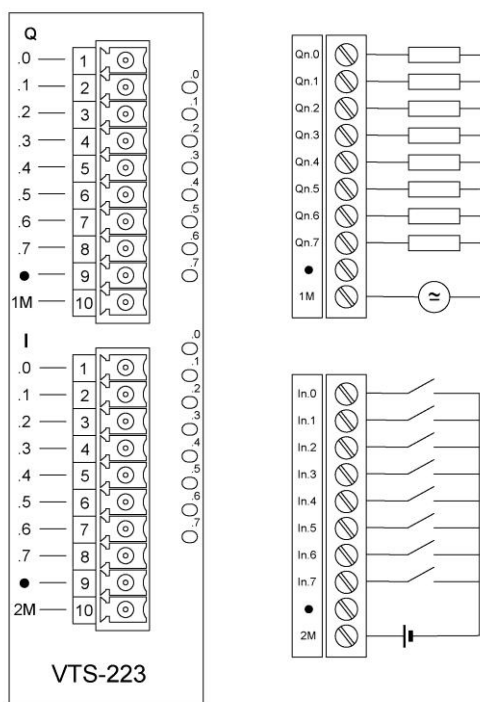 Q
.0 1
.1 2 .0
.2 3 .1
.3 4 .2
.4 5 .3
.5 6 .4
.6 7 .5
.7 8 .6
● 9 .7
1M 10
I
.0 1 .0
.1 2 .1
.2 3 .2
.3 4 .3
.4 5 .4
.5 6 .5
.6 7 .6
.7 8 .7
● 9
2M 10
VTS-223
Qn.0
Qn.1
Qn.2
Qn.3
Qn.4
Qn.5
Qn.6
Qn.7
●
1M ≃
In.0
In.1
In.2
In.3
In.4
In.5
In.6
In.7
●
2M